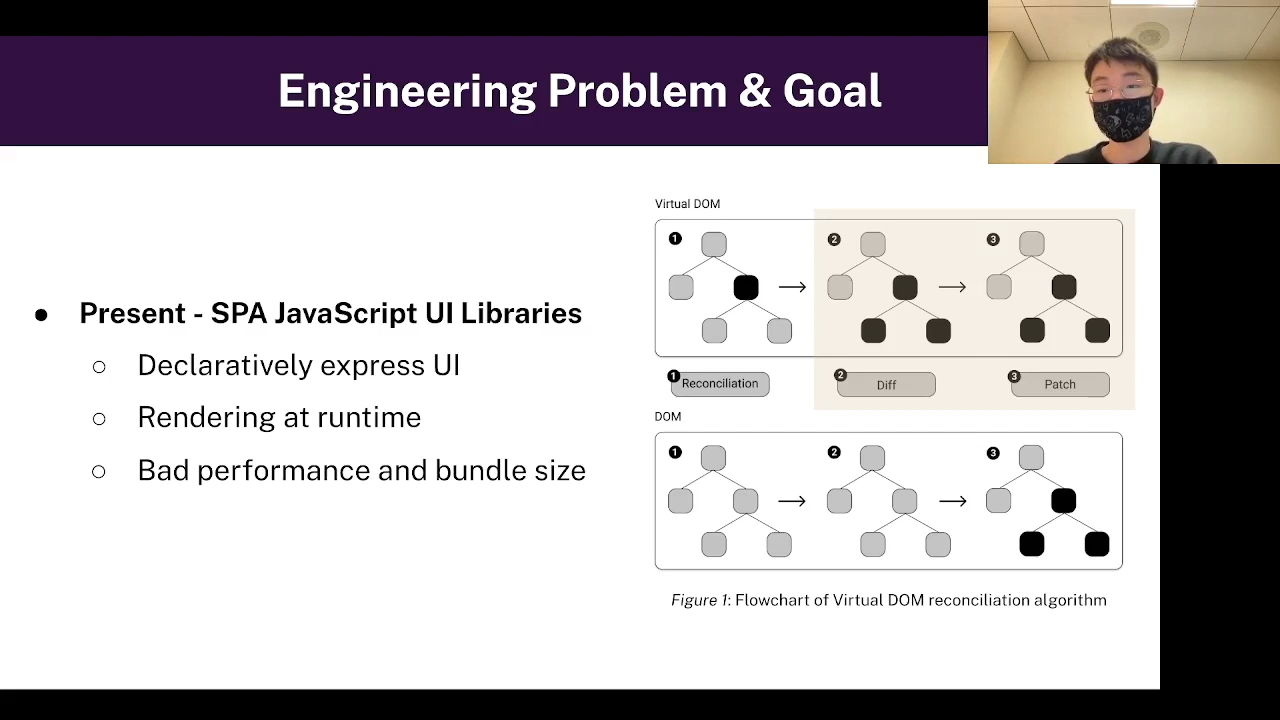 Engineering Problem & Goal
● Present - SPA JavaScript UI Libraries
○ Declaratively express UI
○ Rendering at runtime
○ Bad performance and bundle size
Virtual DOM
1 2 3
1 Reconciliation 2 Diff 3 Patch
DOM
1 2 3
Figure 1: Flowchart of Virtual DOM reconciliation algorithm